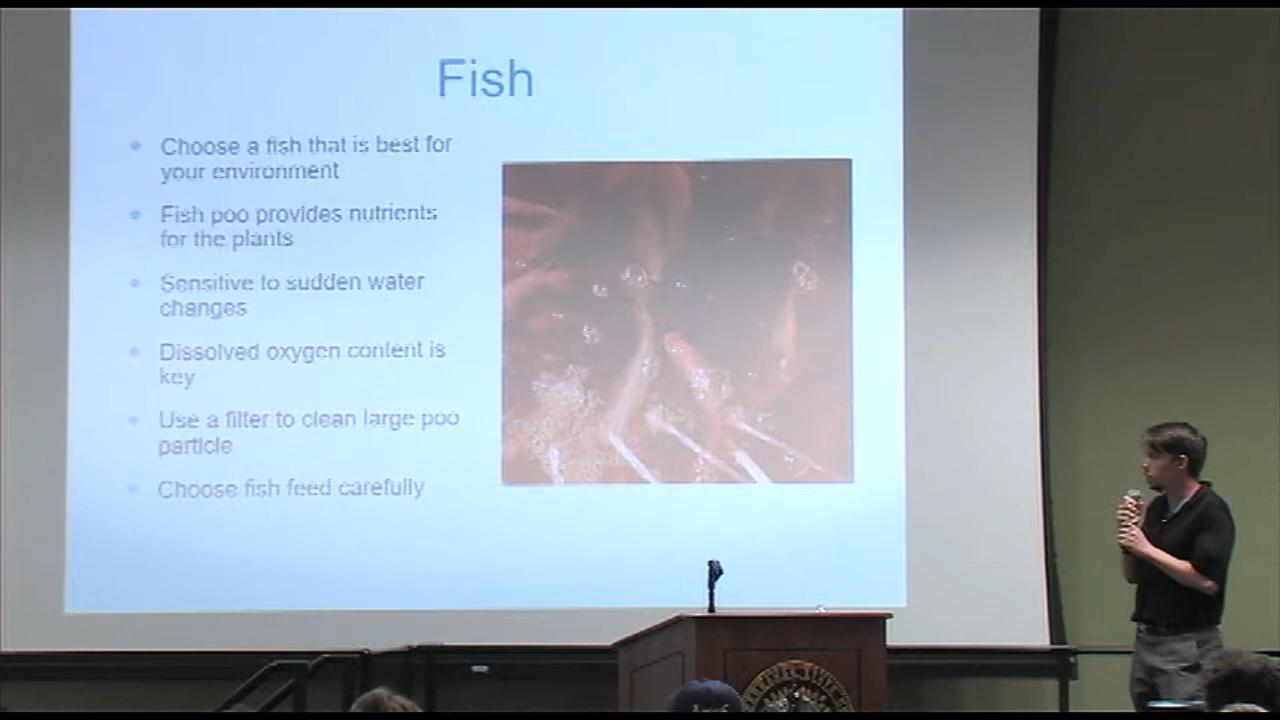 Fish
• Choose a fish that is best for
your environment
• Fish poo provides nutrients
for the plants
• Sensitive to sudden water
changes
• Dissolved oxygen content is
key
• Use a filter to clean large poo
particle
• Choose fish feed carefully